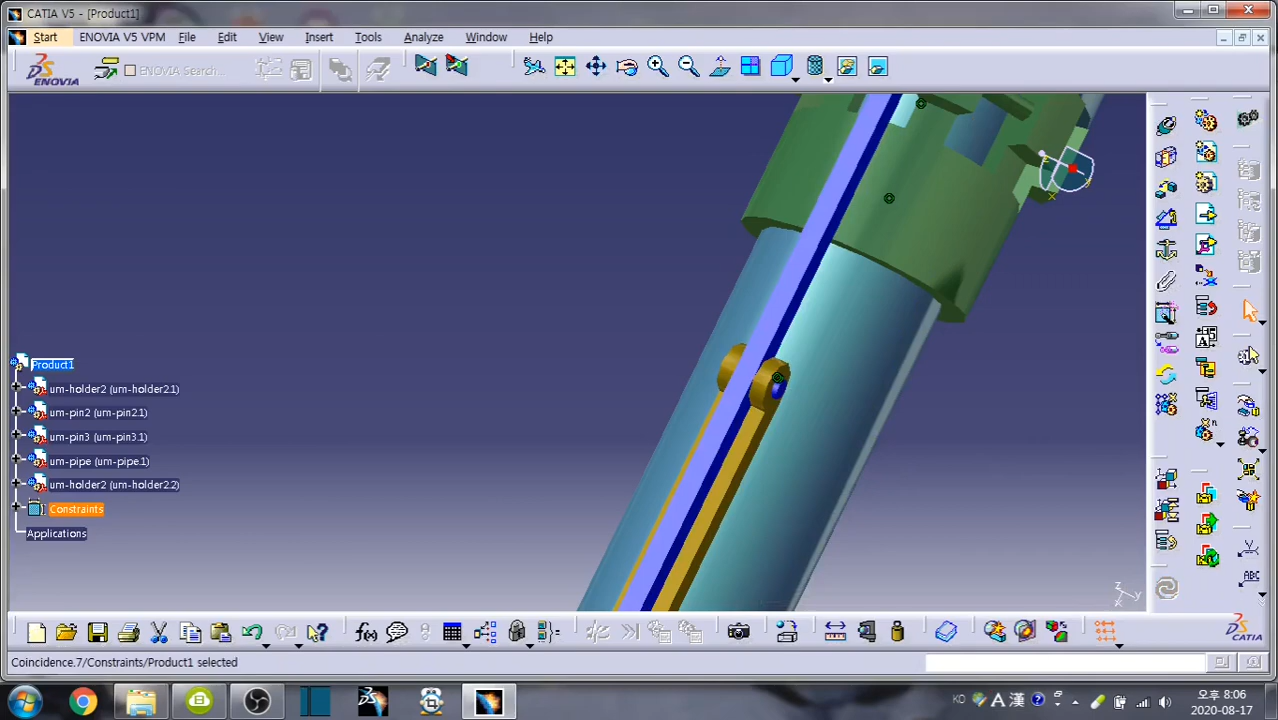 CATIA V5 - [Product1]
Start ENOVIA V5 VPM File Edit View Insert Tools Analyze Window Help
ENOVIA
ENOVIA Search...
Product1
um-holder2 (um-holder2.1)
um-pin2 (um-pin2.1)
um-pin3 (um-pin3.1)
um-pipe (um-pipe.1)
um-holder2 (um-holder2.2)
Constraints
Applications
z
y
x
ABC
f(x)
CATIA
Coincidence.7/Constraints/Product1 selected
KO A 漢
오후 8:06
2020-08-17